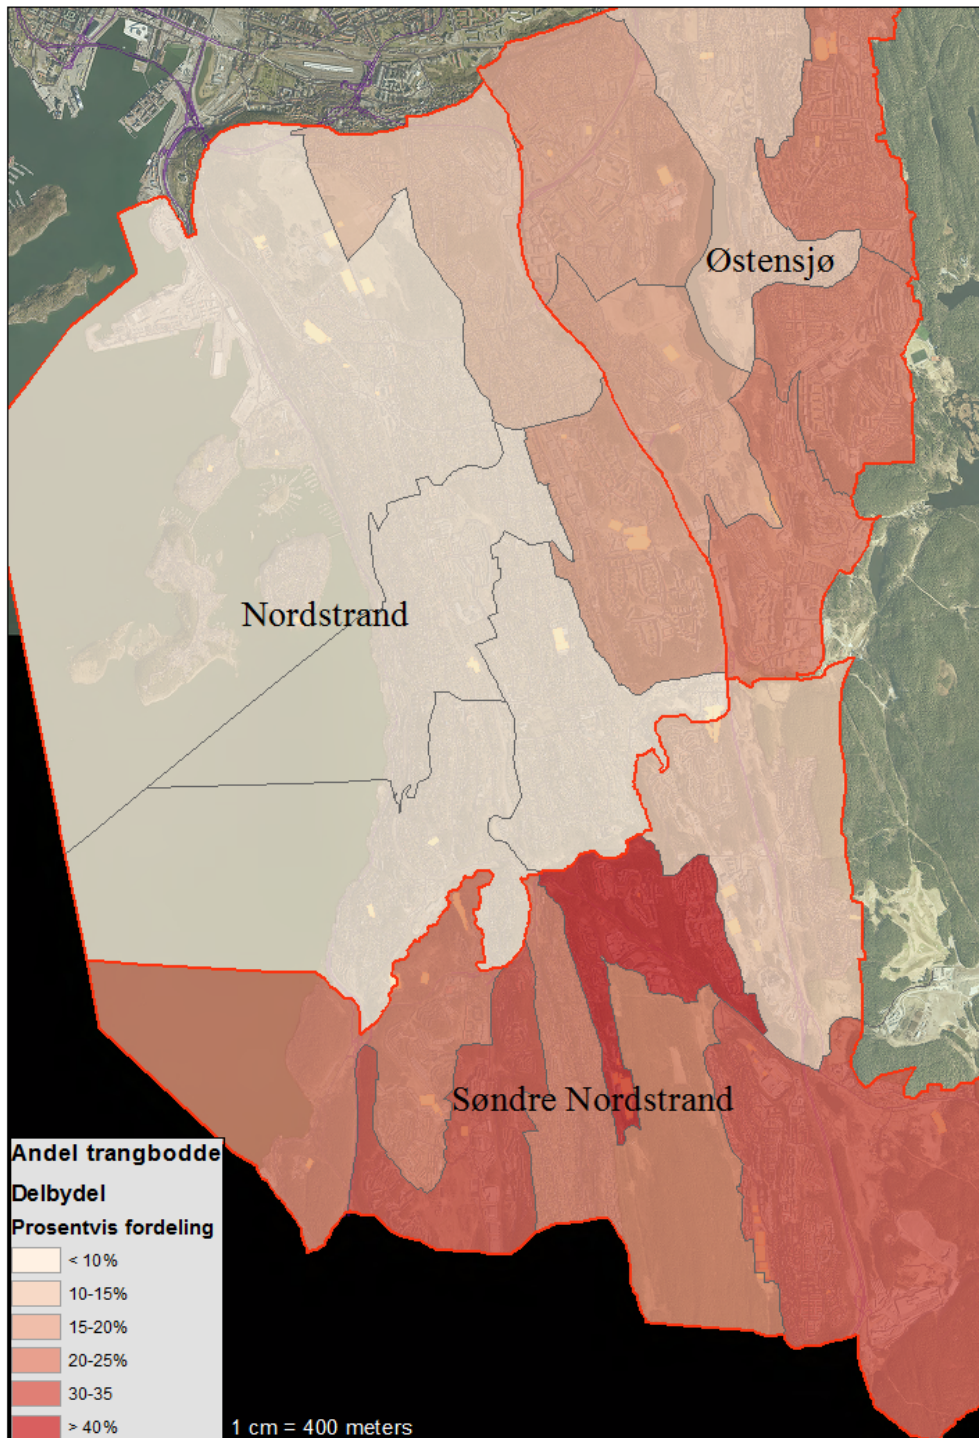 Østensjø
Nordstrand
Søndre Nordstrand
Andel trangbodde
Delbydel
Prosentvis fordeling
< 10%
10-15%
15-20%
20-25%
30-35
> 40%
1 cm = 400 meters